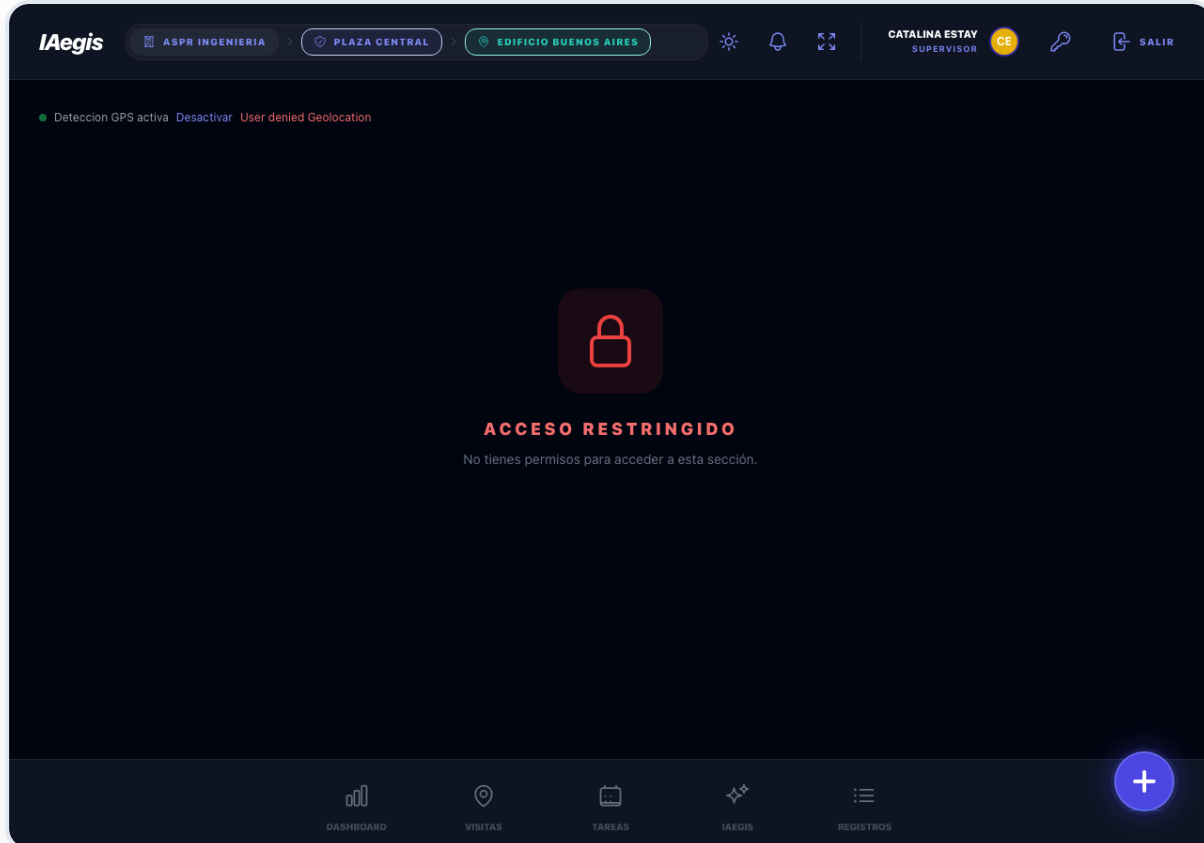 IAegis
ASPR INGENIERIA > PLAZA CENTRAL > EDIFICIO BUENOS AIRES
CATALINA ESTAY
SUPERVISOR
CE
SALIR
Deteccion GPS activa Desactivar User denied Geolocation
ACCESO RESTRINGIDO
No tienes permisos para acceder a esta sección.
DASHBOARD VISITAS TAREAS IAEGIS REGISTROS